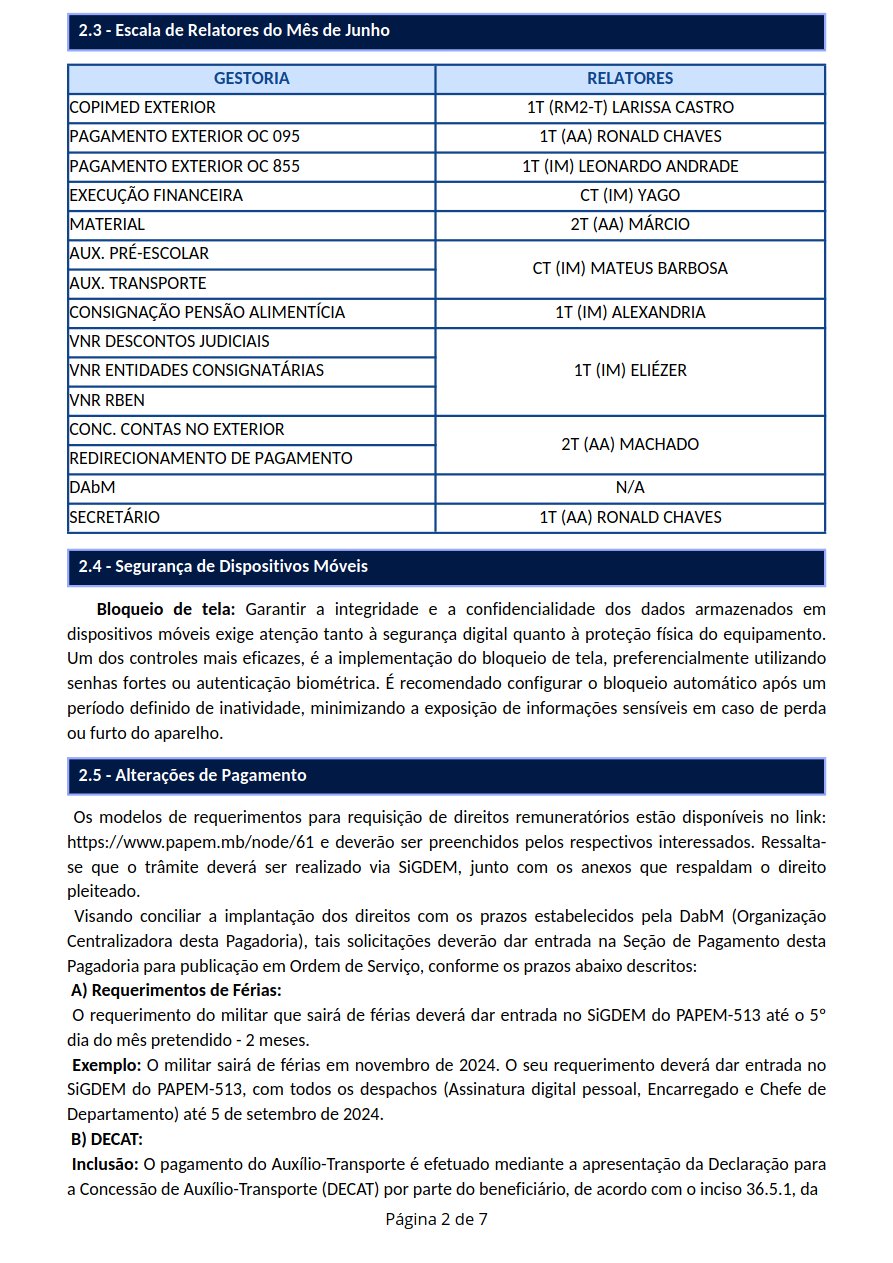 2.3 - Escala de Relatores do Mês de Junho
GESTORIA RELATORES
COPIMED EXTERIOR 1T (RM2-T) LARISSA CASTRO
PAGAMENTO EXTERIOR OC 095 1T (AA) RONALD CHAVES
PAGAMENTO EXTERIOR OC 855 1T (IM) LEONARDO ANDRADE
EXECUÇÃO FINANCEIRA CT (IM) YAGO
MATERIAL 2T (AA) MÁRCIO
AUX. PRÉ-ESCOLAR
CT (IM) MATEUS BARBOSA
AUX. TRANSPORTE
CONSIGNAÇÃO PENSÃO ALIMENTÍCIA 1T (IM) ALEXANDRIA
VNR DESCONTOS JUDICIAIS
VNR ENTIDADES CONSIGNATÁRIAS 1T (IM) ELIÉZER
VNR RBEN
CONC. CONTAS NO EXTERIOR
2T (AA) MACHADO
REDIRECIONAMENTO DE PAGAMENTO
DAbM N/A
SECRETÁRIO 1T (AA) RONALD CHAVES
2.4 - Segurança de Dispositivos Móveis
Bloqueio de tela: Garantir a integridade e a confidencialidade dos dados armazenados em
dispositivos móveis exige atenção tanto à segurança digital quanto à proteção física do equipamento.
Um dos controles mais eficazes, é a implementação do bloqueio de tela, preferencialmente utilizando
senhas fortes ou autenticação biométrica. É recomendado configurar o bloqueio automático após um
período definido de inatividade, minimizando a exposição de informações sensíveis em caso de perda
ou furto do aparelho.
2.5 - Alterações de Pagamento
Os modelos de requerimentos para requisição de direitos remuneratórios estão disponíveis no link:
https://www.papem.mb/node/61 e deverão ser preenchidos pelos respectivos interessados. Ressalta-
se que o trâmite deverá ser realizado via SiGDEM, junto com os anexos que respaldam o direito
pleiteado.
Visando conciliar a implantação dos direitos com os prazos estabelecidos pela DabM (Organização
Centralizadora desta Pagadoria), tais solicitações deverão dar entrada na Seção de Pagamento desta
Pagadoria para publicação em Ordem de Serviço, conforme os prazos abaixo descritos:
A) Requerimentos de Férias:
O requerimento do militar que sairá de férias deverá dar entrada no SiGDEM do PAPEM-513 até o 5º
dia do mês pretendido - 2 meses.
Exemplo: O militar sairá de férias em novembro de 2024. O seu requerimento deverá dar entrada no
SiGDEM do PAPEM-513, com todos os despachos (Assinatura digital pessoal, Encarregado e Chefe de
Departamento) até 5 de setembro de 2024.
B) DECAT:
Inclusão: O pagamento do Auxílio-Transporte é efetuado mediante a apresentação da Declaração para
a Concessão de Auxílio-Transporte (DECAT) por parte do beneficiário, de acordo com o inciso 36.5.1, da
Página 2 de 7